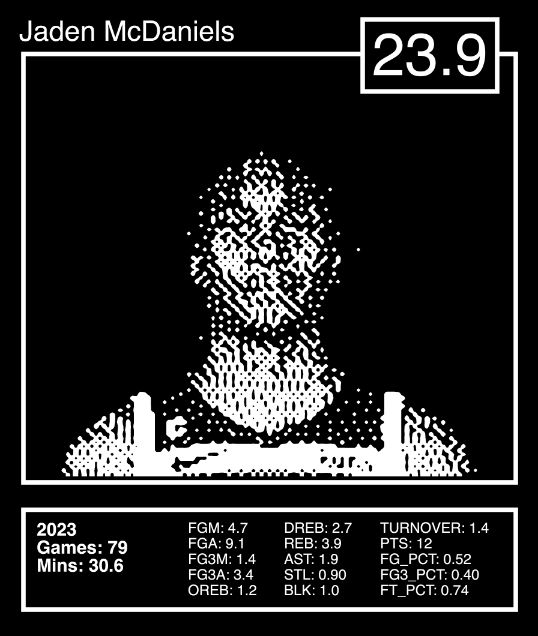 Jaden McDaniels
23.9
2023
Games: 79
Mins: 30.6
FGM: 4.7
FGA: 9.1
FG3M: 1.4
FG3A: 3.4
OREB: 1.2
DREB: 2.7
REB: 3.9
AST: 1.9
STL: 0.90
BLK: 1.0
TURNOVER: 1.4
PTS: 12
FG_PCT: 0.52
FG3_PCT: 0.40
FT_PCT: 0.74